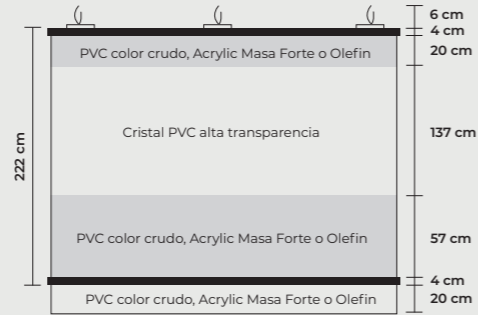 6 cm
4 cm
20 cm
PVC color crudo, Acrylic Masa Forte o Olefin
Cristal PVC alta transparencia
137 cm
222 cm
PVC color crudo, Acrylic Masa Forte o Olefin
57 cm
4 cm
PVC color crudo, Acrylic Masa Forte o Olefin
20 cm